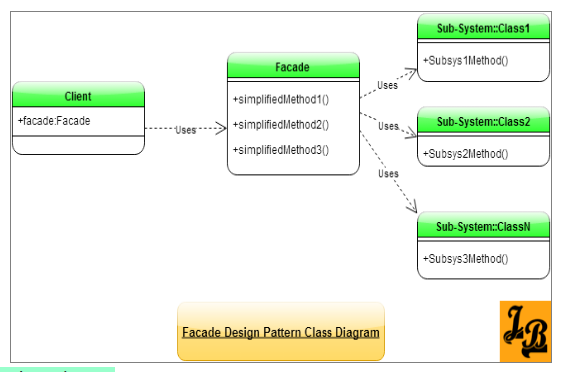 Sub-System::Class1
+Subsys1Method()
Facade
+simplifiedMethod1()
+simplifiedMethod2()
+simplifiedMethod3()
Client
+facade:Facade
Uses
Uses
Uses
Uses
Sub-System::Class2
+Subsys2Method()
Sub-System::ClassN
+Subsys3Method()
Facade Design Pattern Class Diagram
JB